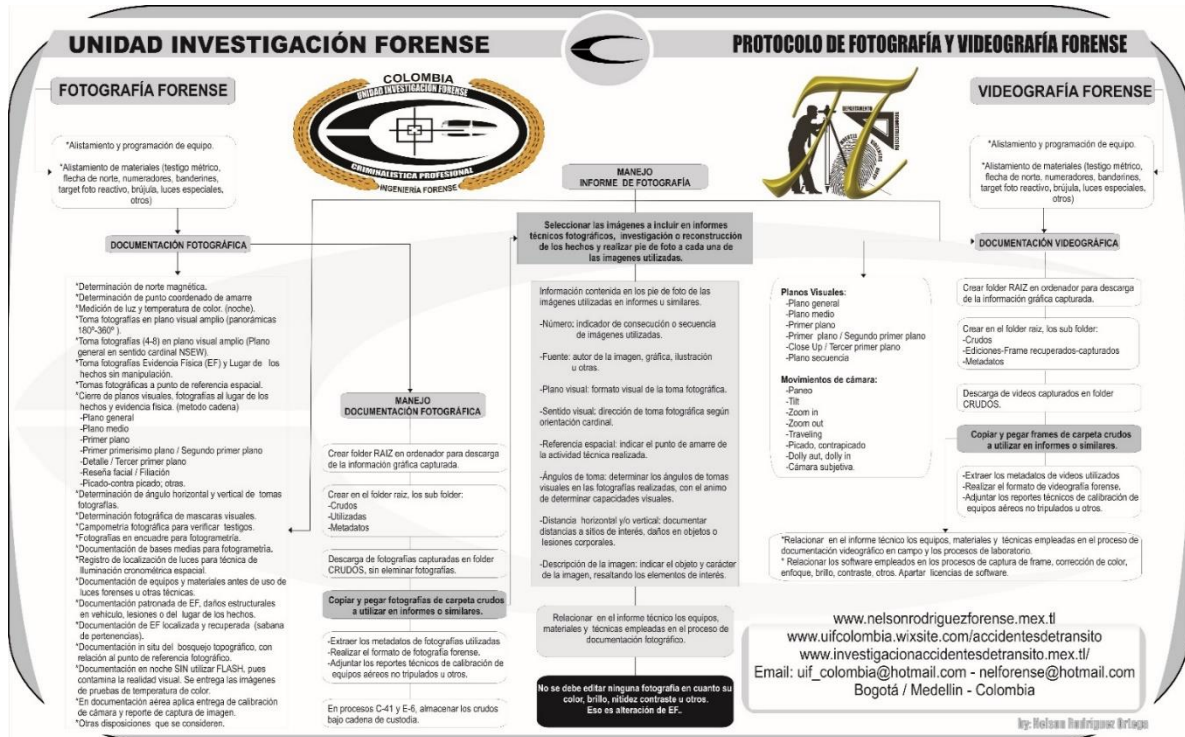 UNIDAD INVESTIGACIÓN FORENSE
PROTOCOLO DE FOTOGRAFÍA Y VIDEOGRAFÍA FORENSE
FOTOGRAFÍA FORENSE
*Alistamiento y programación de equipo.
*Alistamiento de materiales (testigo métrico,
flecha de norte, numeradores, banderines,
target foto reactivo, brújula, luces especiales,
otros)
DOCUMENTACIÓN FOTOGRÁFICA
*Determinación de norte magnética.
*Determinación de punto coordenado de amarre
*Medición de luz y temperatura de color. (noche).
*Toma fotografías en plano visual amplio (panorámicas
180º-360º ).
*Toma fotografías (4-8) en plano visual amplio (Plano
general en sentido cardinal NSEW).
*Toma fotografías Evidencia Física (EF) y Lugar de los
hechos sin manipulación.
*Tomas fotográficas a punto de referencia espacial.
*Cierre de planos visuales. fotografías al lugar de los
hechos y evidencia física. (metodo cadena)
-Plano general
-Plano medio
-Primer plano
-Primer primerisimo plano / Segundo primer plano
-Detalle / Tercer primer plano
-Reseña facial / Filiación
-Picado-contra picado; otras.
*Determinación de ángulo horizontal y vertical de tomas
fotografías.
*Determinación fotográfica de mascaras visuales.
*Campometria fotográfica para verificar testigos.
*Fotografías en encuadre para fotogrametría.
*Documentación de bases medias para fotogrametría.
*Registro de localización de luces para técnica de
Iluminación cronométrica espacial.
*Documentación de equipos y materiales antes de uso de
luces forenses u otras técnicas.
*Documentación patronada de EF, daños estructurales
en vehículo, lesiones o del lugar de los hechos.
*Documentación de EF localizada y recuperada (sabana
de pertenencias).
*Documentación in situ del bosquejo topográfico, con
relación al punto de referencia fotográfico.
*Documentación en noche SIN utilizar FLASH, pues
contamina la realidad visual. Se entrega las imágenes
de pruebas de temperatura de color.
*En documentación aérea aplica entrega de calibración
de cámara y reporte de captura de imagen.
*Otras disposiciones que se consideren.
COLOMBIA
UNIDAD INVESTIGACIÓN FORENSE
CRIMINALISTICA PROFESIONAL
INGENIERÍA FORENSE
MANEJO
DOCUMENTACIÓN FOTOGRÁFICA
Crear folder RAIZ en ordenador para descarga
de la información gráfica capturada.
Crear en el folder raiz, los sub folder:
-Crudos
-Utilizadas
-Metadatos
Descarga de fotografías capturadas en folder
CRUDOS, sin eleminar fotografías.
Copiar y pegar fotografías de carpeta crudos
a utilizar en informes o similares.
-Extraer los metadatos de fotografías utilizadas
-Realizar el formato de fotografía forense.
-Adjuntar los reportes técnicos de calibración de
equipos aéreos no tripulados u otros.
En procesos C-41 y E-6, almacenar los crudos
bajo cadena de custodia.
MANEJO
INFORME DE FOTOGRAFÍA
Seleccionar las imágenes a incluir en informes
técnicos fotográficos, investigación o reconstrucción
de los hechos y realizar pie de foto a cada una de
las imagenes utilizadas.
Información contenida en los pie de foto de las
imágenes utilizadas en informes u similares.
-Número: indicador de consecución o secuencia
de imágenes utilizadas.
-Fuente: autor de la imagen, gráfica, ilustración
u otras.
-Plano visual: formato visual de la toma fotográfica.
-Sentido visual: dirección de toma fotográfica según
orientación cardinal.
-Referencia espacial: indicar el punto de amarre de
la actividad técnica realizada.
-Ángulos de toma: determinar los ángulos de tomas
visuales en las fotografías realizadas, con el animo
de determinar capacidades visuales.
-Distancia horizontal y/o vertical: documentar
distancias a sitios de interés, daños en objetos o
lesiones corporales.
-Descripción de la imagen: indicar el objeto y carácter
de la imagen, resaltando los elementos de interés.
Relacionar en el informe técnico los equipos,
materiales y técnicas empleadas en el proceso de
documentación fotográfico.
No se debe editar ninguna fotografía en cuanto su
color, brillo, nitidez contraste u otros.
Eso es alteración de EF..
VIDEOGRAFÍA FORENSE
*Alistamiento y programación de equipo.
*Alistamiento de materiales (testigo métrico,
flecha de norte, numeradores, banderines,
target foto reactivo, brújula, luces especiales,
otros)
DOCUMENTACIÓN VIDEOGRÁFICA
Planos Visuales:
-Plano general
-Plano medio
-Primer plano
-Primer plano / Segundo primer plano
-Close Up / Tercer primer plano
-Plano secuencia
Movimientos de cámara:
-Paneo
-Tilt
-Zoom in
-Zoom out
-Traveling
-Picado, contrapicado
-Dolly aut, dolly in
-Cámara subjetiva.
Crear folder RAIZ en ordenador para descarga
de la información gráfica capturada.
Crear en el folder raiz, los sub folder:
-Crudos
-Ediciones-Frame recuperados-capturados
-Metadatos
Descarga de videos capturados en folder
CRUDOS.
Copiar y pegar frames de carpeta crudos
a utilizar en informes o similares.
-Extraer los metadatos de videos utilizados
-Realizar el formato de videografía forense.
-Adjuntar los reportes técnicos de calibración de
equipos aéreos no tripulados u otros.
*Relacionar en el informe técnico los equipos, materiales y técnicas empleadas en el proceso de
documentación videográfico en campo y los procesos de laboratorio.
* Relacionar los software empleados en los procesos de captura de frame, corrección de color,
enfoque, brillo, contraste, otros. Apartar licencias de software.
www.nelsonrodriguezforense.mex.tl
www.uifcolombia.wixsite.com/accidentesdetransito
www.investigacionaccidentesdetransito.mex.tl/
Email: uif_colombia@hotmail.com - nelforense@hotmail.com
Bogotá / Medellin - Colombia
by: Nelson Rodríguez Ortega